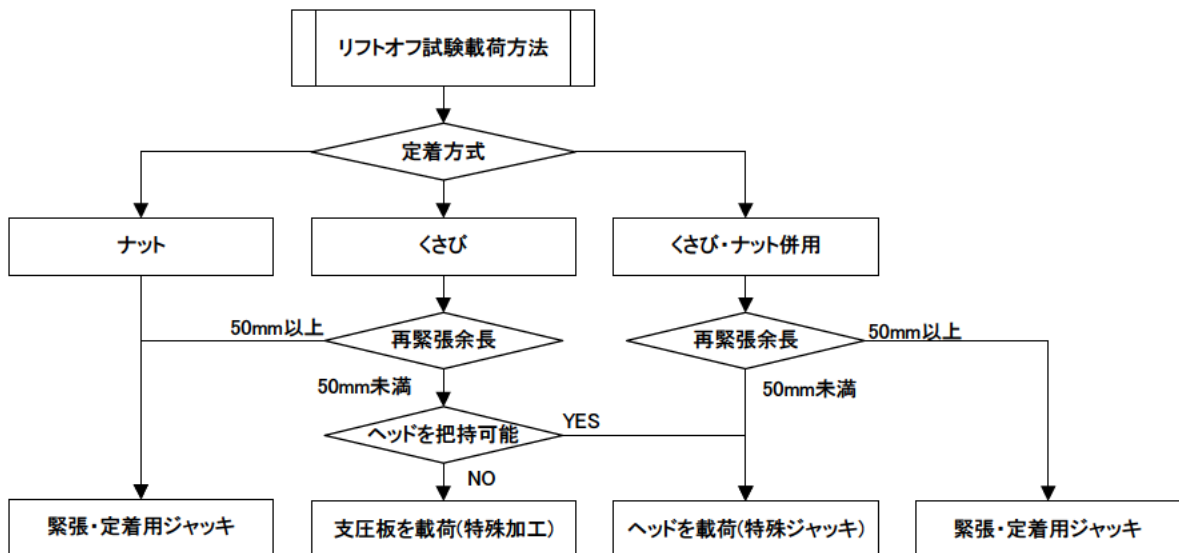 リフトオフ試験載荷方法
定着方式
ナット
くさび
くさび・ナット併用
50mm以上
再緊張余長
再緊張余長
50mm以上
50mm未満
50mm未満
ヘッドを把持可能
YES
NO
緊張・定着用ジャッキ
支圧板を載荷(特殊加工)
ヘッドを載荷(特殊ジャッキ)
緊張・定着用ジャッキ